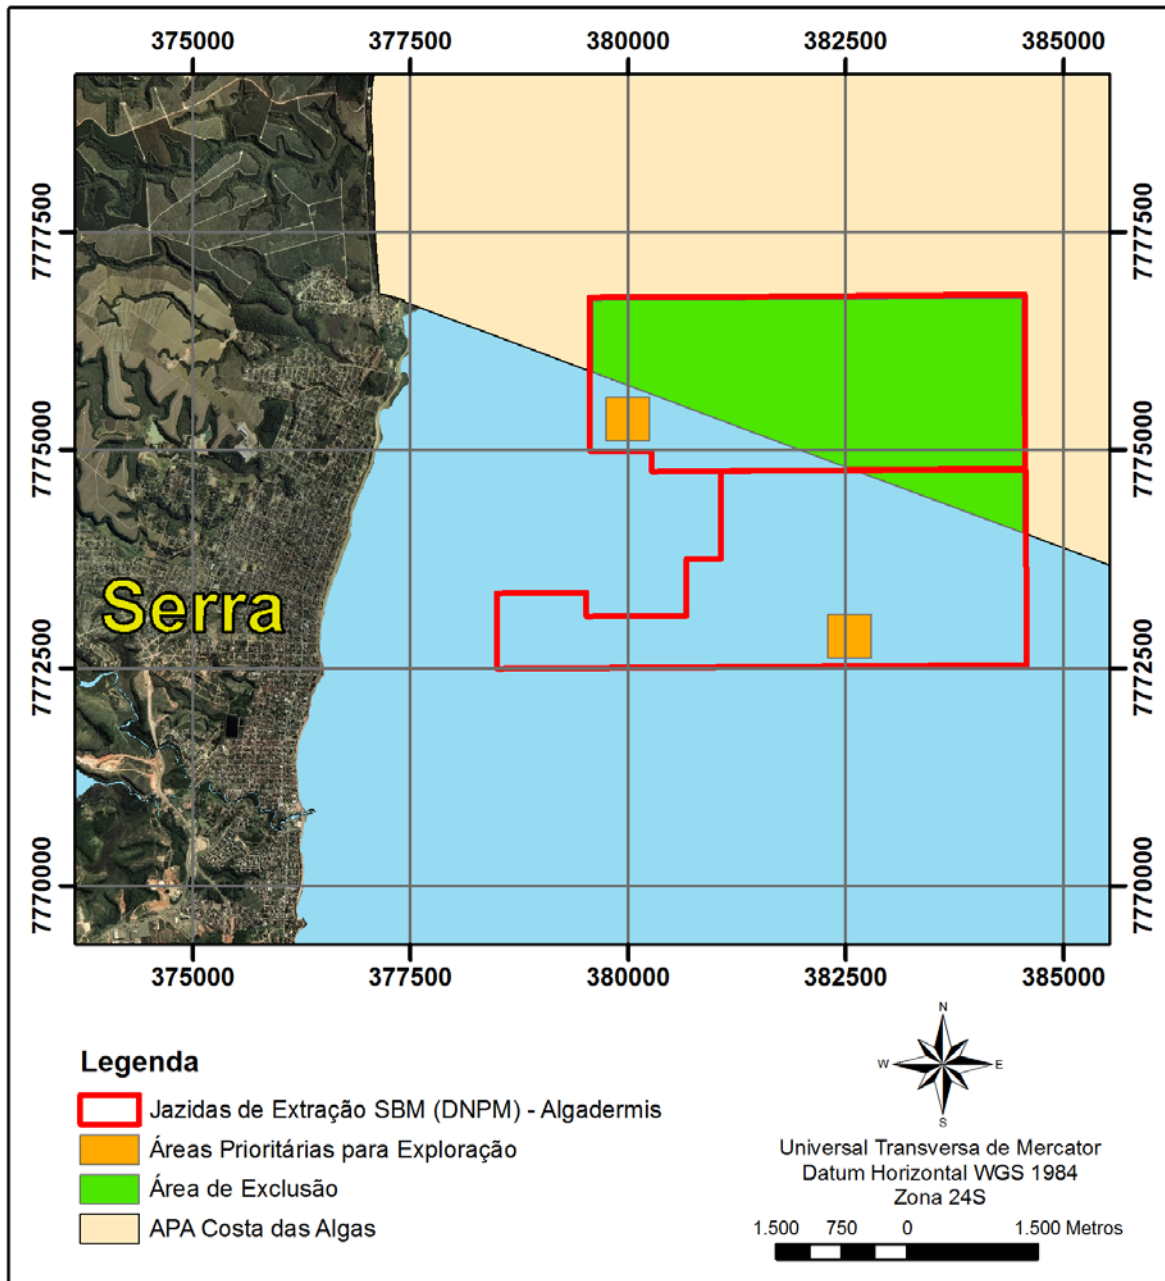 375000 377500 380000 382500 385000
7777500 7777500
7775000 7775000
Serra
7772500 7772500
7770000 7770000
375000 377500 380000 382500 385000
Legenda
Jazidas de Extração SBM (DNPM) - Algadermis
Áreas Prioritárias para Exploração
Área de Exclusão
APA Costa das Algas
N
W E
S
Universal Transversa de Mercator
Datum Horizontal WGS 1984
Zona 24S
1.500 750 0 1.500 Metros